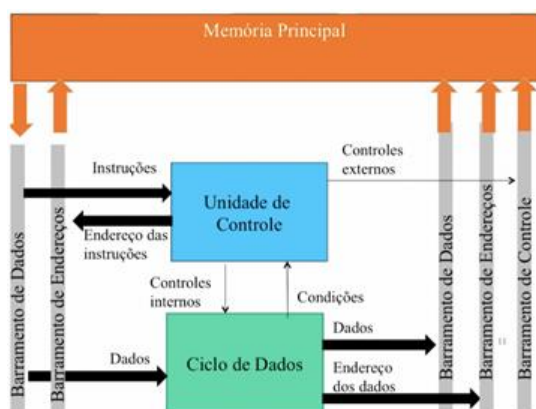 Memória Principal
Instruções
Unidade de
Controle
Controles
externos
Endereço das
instruções
Controles
internos
Condições
Dados
Ciclo de Dados
Dados
Endereço
dos dados
Barramento de Dados
Barramento de Endereços
Barramento de Dados
Barramento de Endereços
Barramento de Controle